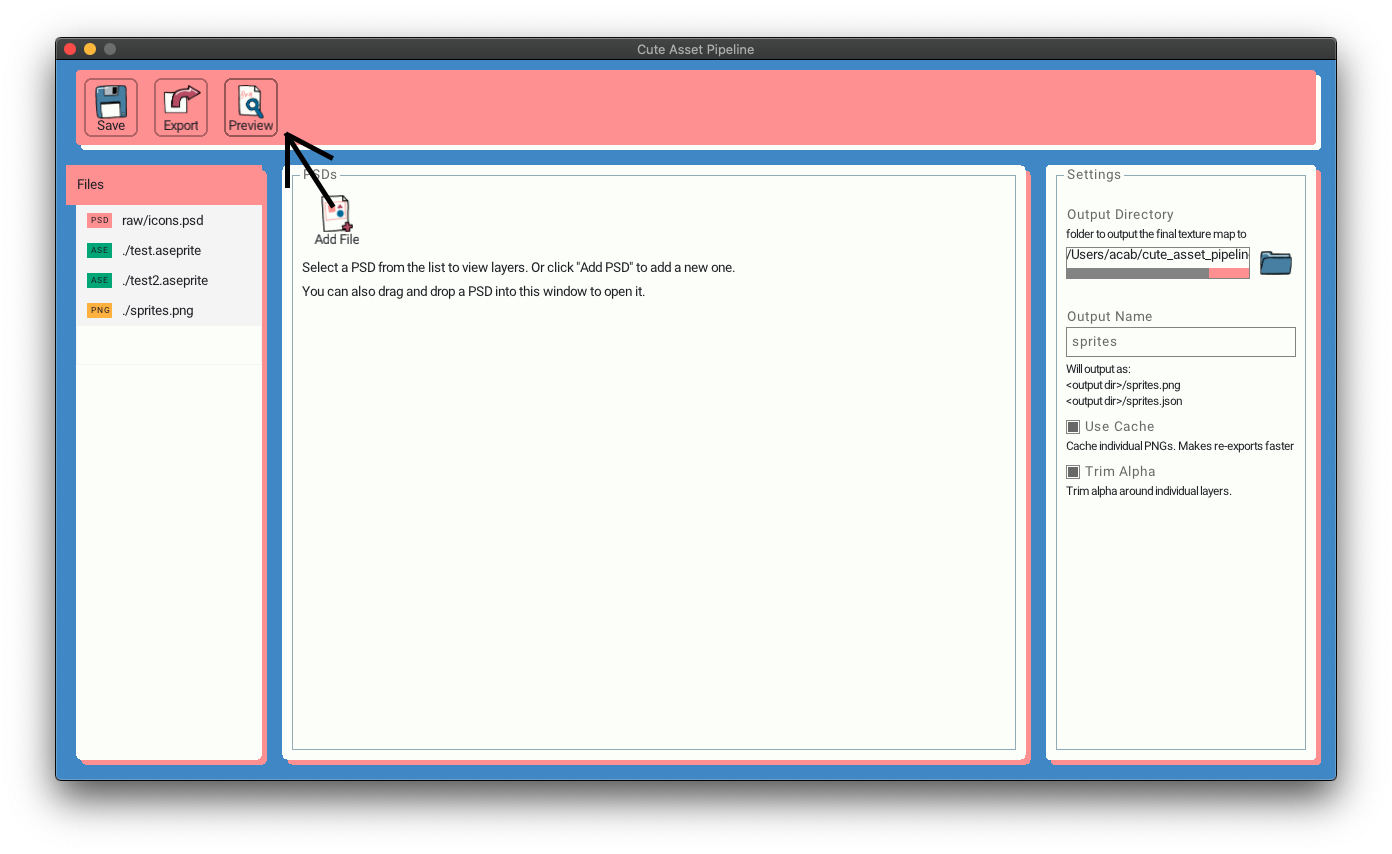 Cute Asset Pipeline
Save
Export
Preview
Files
PSD raw/icons.psd
ASE ./test.aseprite
ASE ./test2.aseprite
PNG ./sprites.png
PSDs
Add File
Select a PSD from the list to view layers. Or click "Add PSD" to add a new one.
You can also drag and drop a PSD into this window to open it.
Settings
Output Directory
folder to output the final texture map to
/Users/acab/cute_asset_pipelin
Output Name
sprites
Will output as:
<output dir>/sprites.png
<output dir>/sprites.json
Use Cache
Cache individual PNGs. Makes re-exports faster
Trim Alpha
Trim alpha around individual layers.